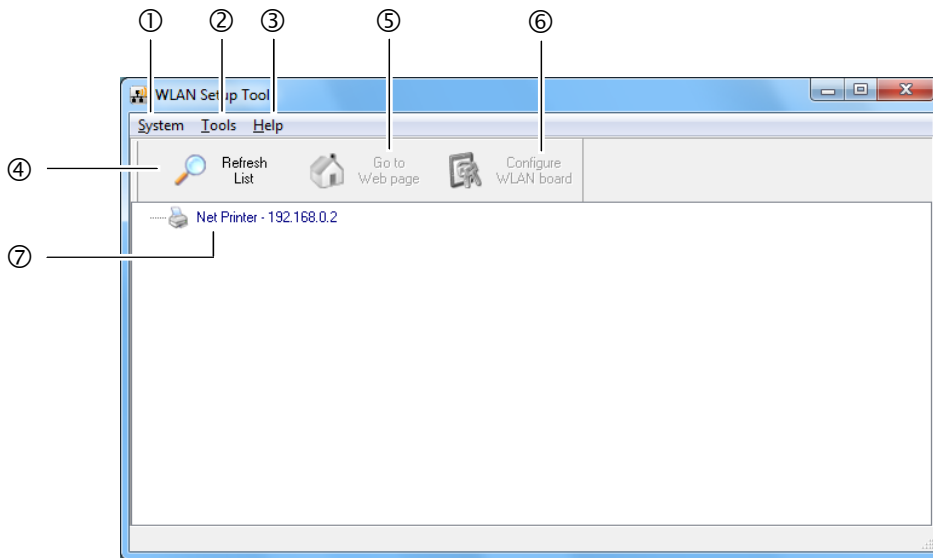 ① ② ③ ⑤ ⑥
WLAN Setup Tool
System Tools Help
④
Refresh
List
Go to
Web page
Configure
WLAN board
Net Printer - 192.168.0.2
⑦